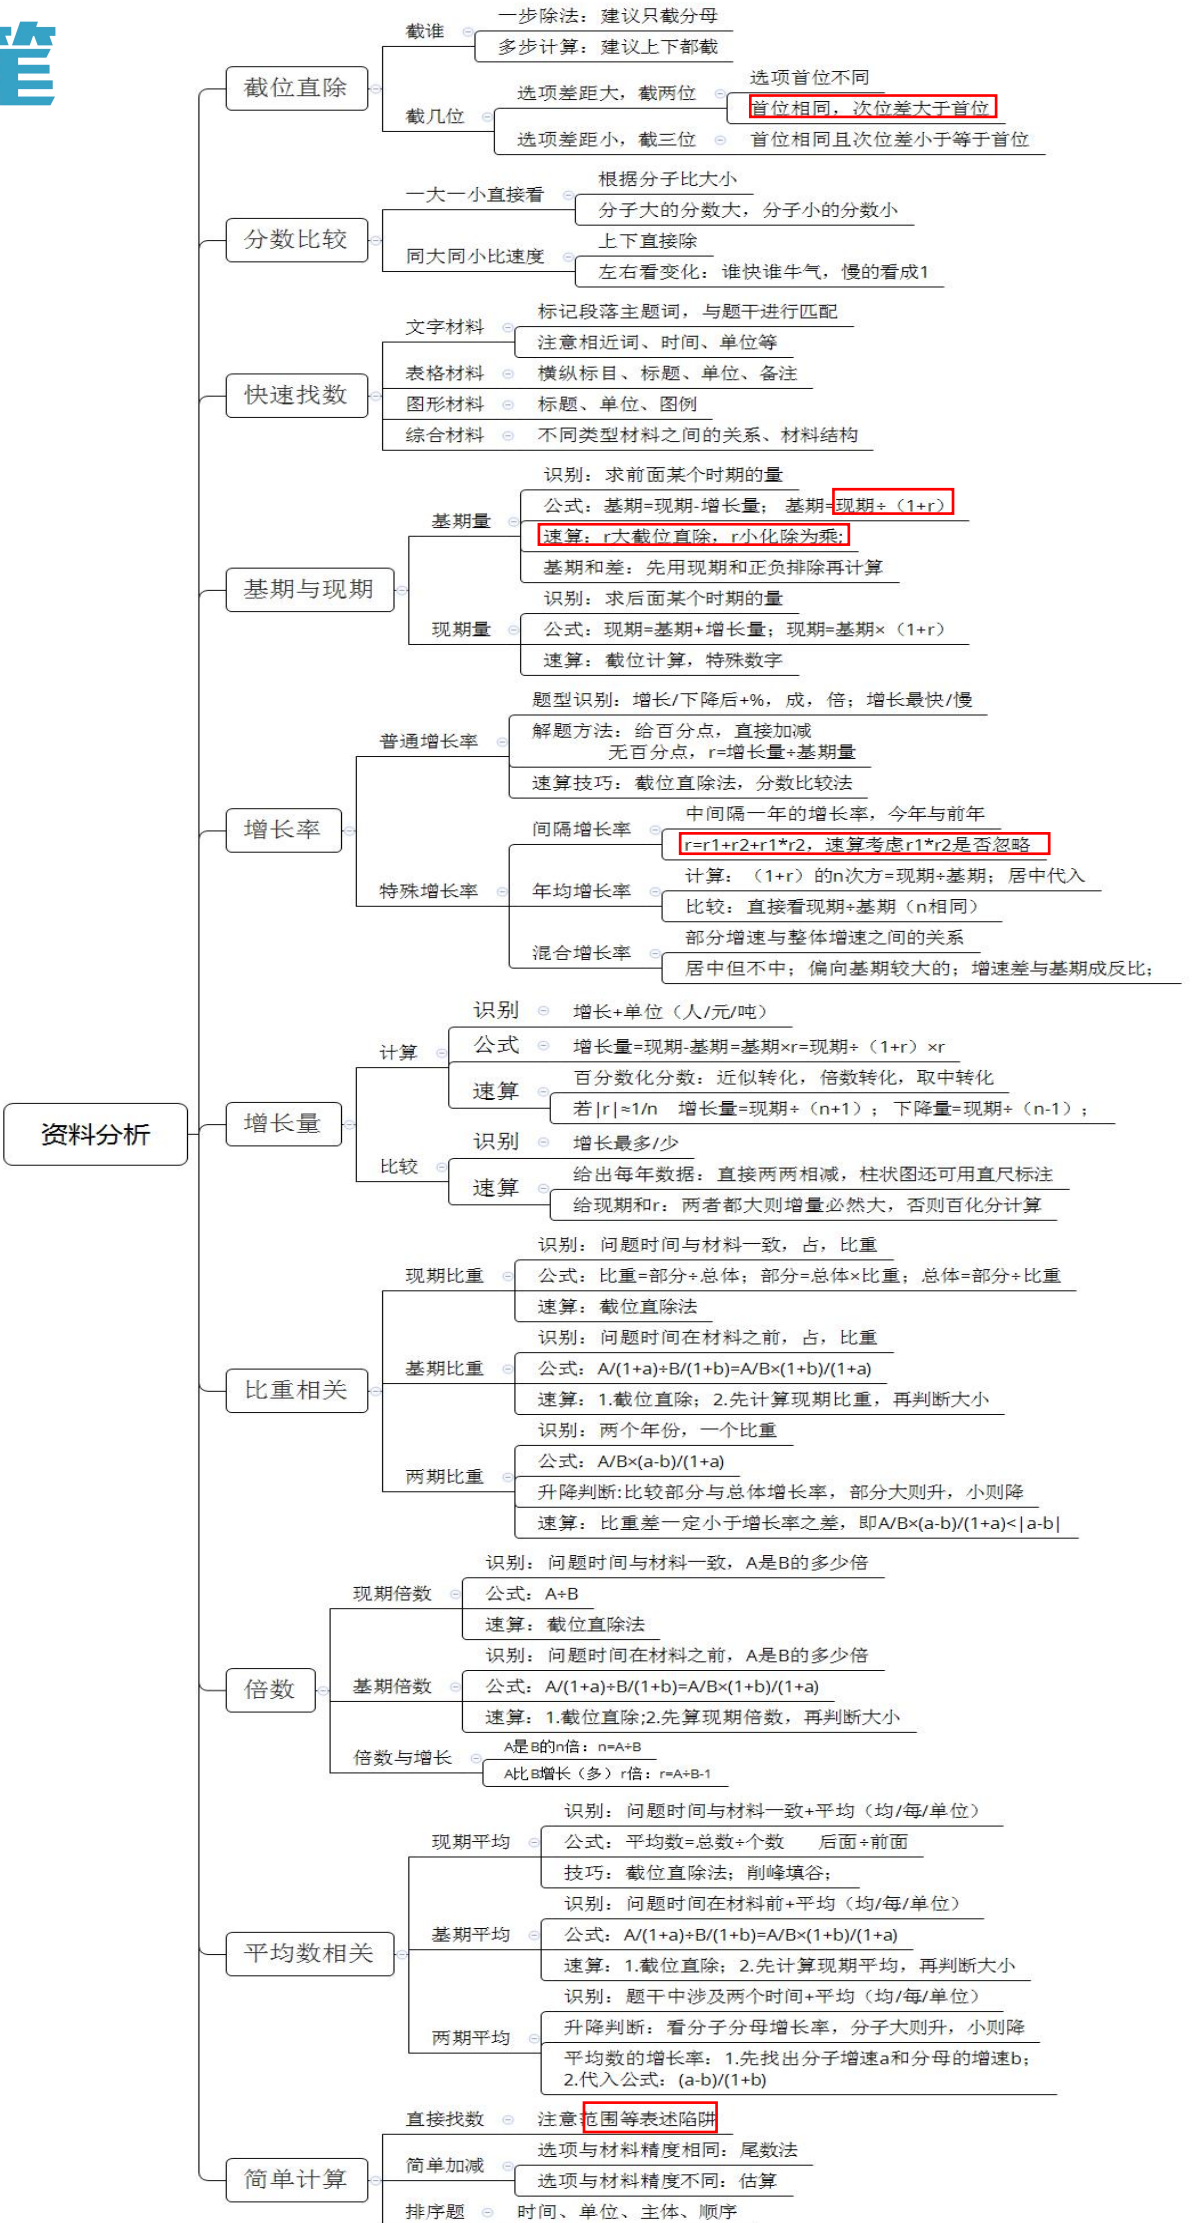 笔
截谁
一步除法：建议只截分母
多步计算：建议上下都截
截位直除
截几位
选项差距大，截两位
选项首位不同
首位相同，次位差大于首位
选项差距小，截三位
首位相同且次位差小于等于首位
分数比较
一大一小直接看
根据分子比大小
分子大的分数大，分子小的分数小
同大同小比速度
上下直接除
左右看变化：谁快谁牛气，慢的看成1
快速找数
文字材料
标记段落主题词，与题干进行匹配
注意相近词、时间、单位等
表格材料
横纵标目、标题、单位、备注
图形材料
标题、单位、图例
综合材料
不同类型材料之间的关系、材料结构
基期与现期
基期量
识别：求前面某个时期的量
公式：基期=现期-增长量； 基期=现期÷（1+r）
速算：r大截位直除，r小化除为乘;
基期和差：先用现期和正负排除再计算
现期量
识别：求后面某个时期的量
公式：现期=基期+增长量；现期=基期×（1+r）
速算：截位计算，特殊数字
增长率
普通增长率
题型识别：增长/下降后+%，成，倍；增长最快/慢
解题方法：给百分点，直接加减
无百分点，r=增长量÷基期量
速算技巧：截位直除法，分数比较法
特殊增长率
间隔增长率
中间隔一年的增长率，今年与前年
r=r1+r2+r1*r2，速算考虑r1*r2是否忽略
年均增长率
计算：（1+r）的n次方=现期÷基期；居中代入
比较：直接看现期÷基期（n相同）
混合增长率
部分增速与整体增速之间的关系
居中但不中；偏向基期较大的；增速差与基期成反比；
资料分析
增长量
计算
识别
增长+单位（人/元/吨）
公式
增长量=现期-基期=基期×r=现期÷（1+r）×r
速算
百分数化分数：近似转化，倍数转化，取中转化
若|r|≈1/n 增长量=现期÷（n+1）；下降量=现期÷（n-1）；
比较
识别
增长最多/少
速算
给出每年数据：直接两两相减，柱状图还可用直尺标注
给现期和r：两者都大则增量必然大，否则百化分计算
比重相关
现期比重
识别：问题时间与材料一致，占，比重
公式：比重=部分÷总体；部分=总体×比重；总体=部分÷比重
速算：截位直除法
基期比重
识别：问题时间在材料之前，占，比重
公式：A/(1+a)÷B/(1+b)=A/B×(1+b)/(1+a)
速算：1.截位直除；2.先计算现期比重，再判断大小
两期比重
识别：两个年份，一个比重
公式：A/B×(a-b)/(1+a)
升降判断:比较部分与总体增长率，部分大则升，小则降
速算：比重差一定小于增长率之差，即A/B×(a-b)/(1+a)<|a-b|
倍数
现期倍数
识别：问题时间与材料一致，A是B的多少倍
公式：A÷B
速算：截位直除法
基期倍数
识别：问题时间在材料之前，A是B的多少倍
公式：A/(1+a)÷B/(1+b)=A/B×(1+b)/(1+a)
速算：1.截位直除;2.先算现期倍数，再判断大小
倍数与增长
A是B的n倍：n=A÷B
A比B增长（多）r倍：r=A÷B-1
平均数相关
现期平均
识别：问题时间与材料一致+平均（均/每/单位）
公式：平均数=总数÷个数 后面÷前面
技巧：截位直除法；削峰填谷；
基期平均
识别：问题时间在材料前+平均（均/每/单位）
公式：A/(1+a)÷B/(1+b)=A/B×(1+b)/(1+a)
速算：1.截位直除；2.先计算现期平均，再判断大小
两期平均
识别：题干中涉及两个时间+平均（均/每/单位）
升降判断：看分子分母增长率，分子大则升，小则降
平均数的增长率：1.先找出分子增速a和分母的增速b；
2.代入公式：(a-b)/(1+b)
简单计算
直接找数
注意范围等表述陷阱
简单加减
选项与材料精度相同：尾数法
选项与材料精度不同：估算
排序题
时间、单位、主体、顺序